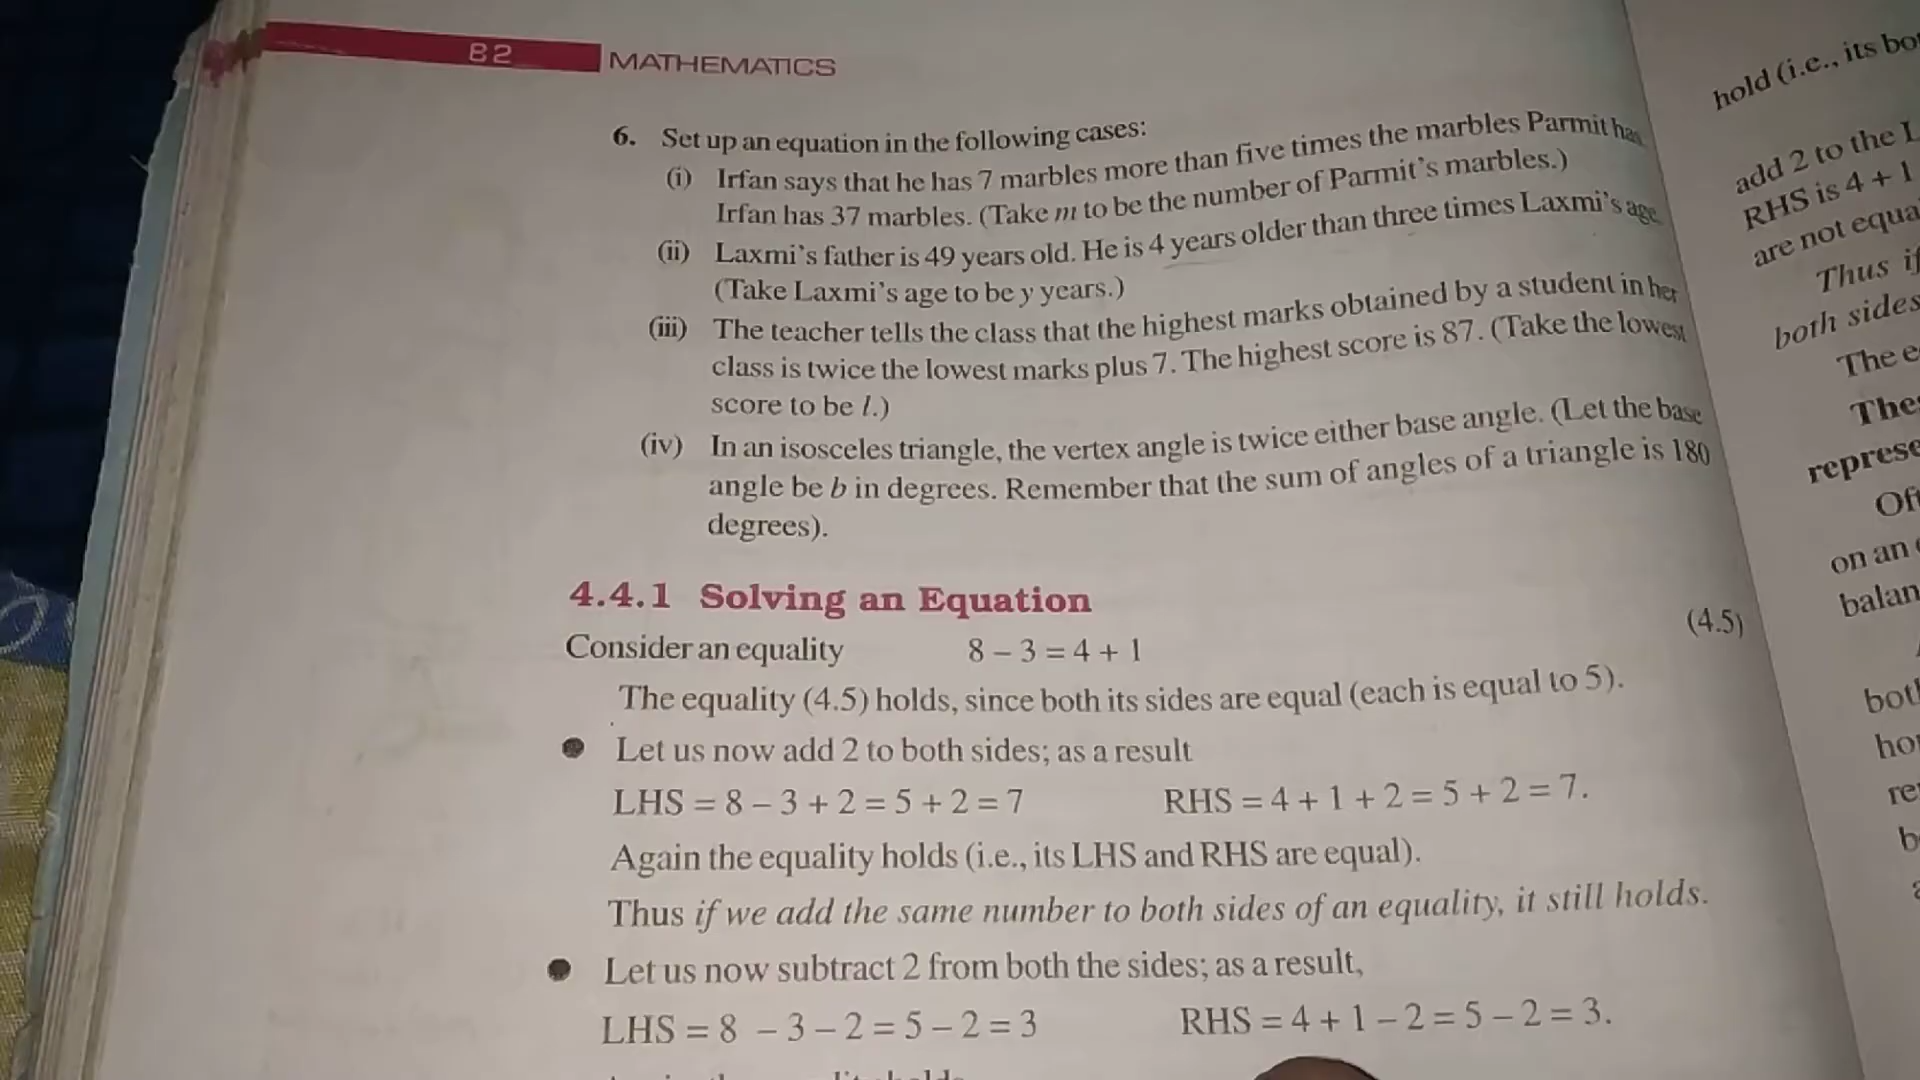 82 MATHEMATICS
6. Set up an equation in the following cases:
(i) Irfan says that he has 7 marbles more than five times the marbles Parmit has.
Irfan has 37 marbles. (Take m to be the number of Parmit's marbles.)
(ii) Laxmi's father is 49 years old. He is 4 years older than three times Laxmi's age.
(Take Laxmi's age to be y years.)
(iii) The teacher tells the class that the highest marks obtained by a student in her
class is twice the lowest marks plus 7. The highest score is 87. (Take the lowest
score to be l.)
(iv) In an isosceles triangle, the vertex angle is twice either base angle. (Let the base
angle be b in degrees. Remember that the sum of angles of a triangle is 180
degrees).
4.4.1 Solving an Equation
Consider an equality 8 – 3 = 4 + 1 (4.5)
The equality (4.5) holds, since both its sides are equal (each is equal to 5).
● Let us now add 2 to both sides; as a result
LHS = 8 – 3 + 2 = 5 + 2 = 7 RHS = 4 + 1 + 2 = 5 + 2 = 7.
Again the equality holds (i.e., its LHS and RHS are equal).
Thus if we add the same number to both sides of an equality, it still holds.
● Let us now subtract 2 from both the sides; as a result,
LHS = 8 – 3 – 2 = 5 – 2 = 3 RHS = 4 + 1 – 2 = 5 – 2 = 3.
hold (i.e., its
add 2 to the
RHS is 4 + 1
are not
Thus if
both sides
The
on an